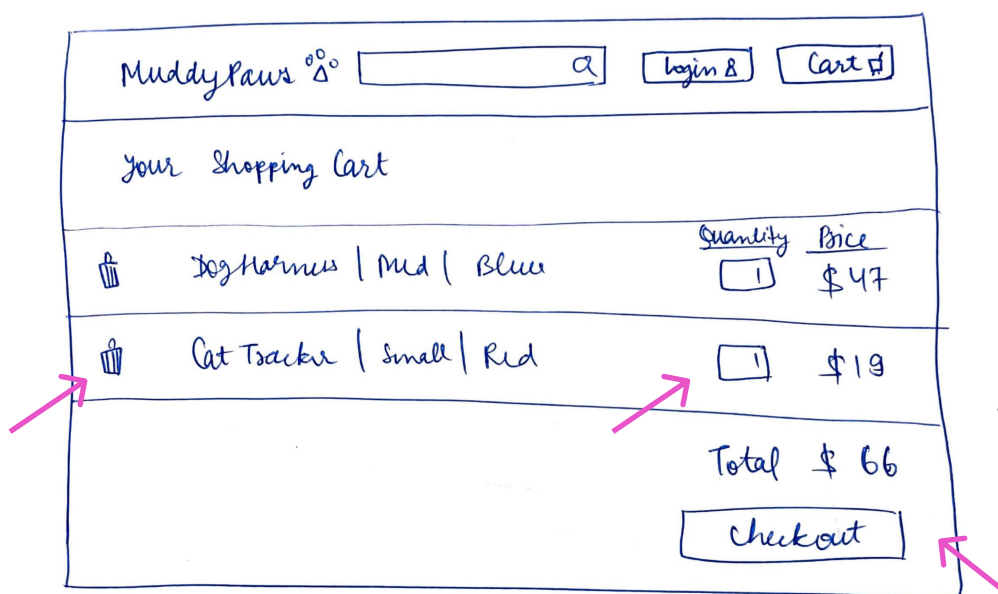 MuddyPaws
Login
Cart
Your Shopping Cart
Quantity Price
Dog Harness | Med | Blue 1 $47
Cat Tracker | Small | Red 1 $19
Total $ 66
Checkout